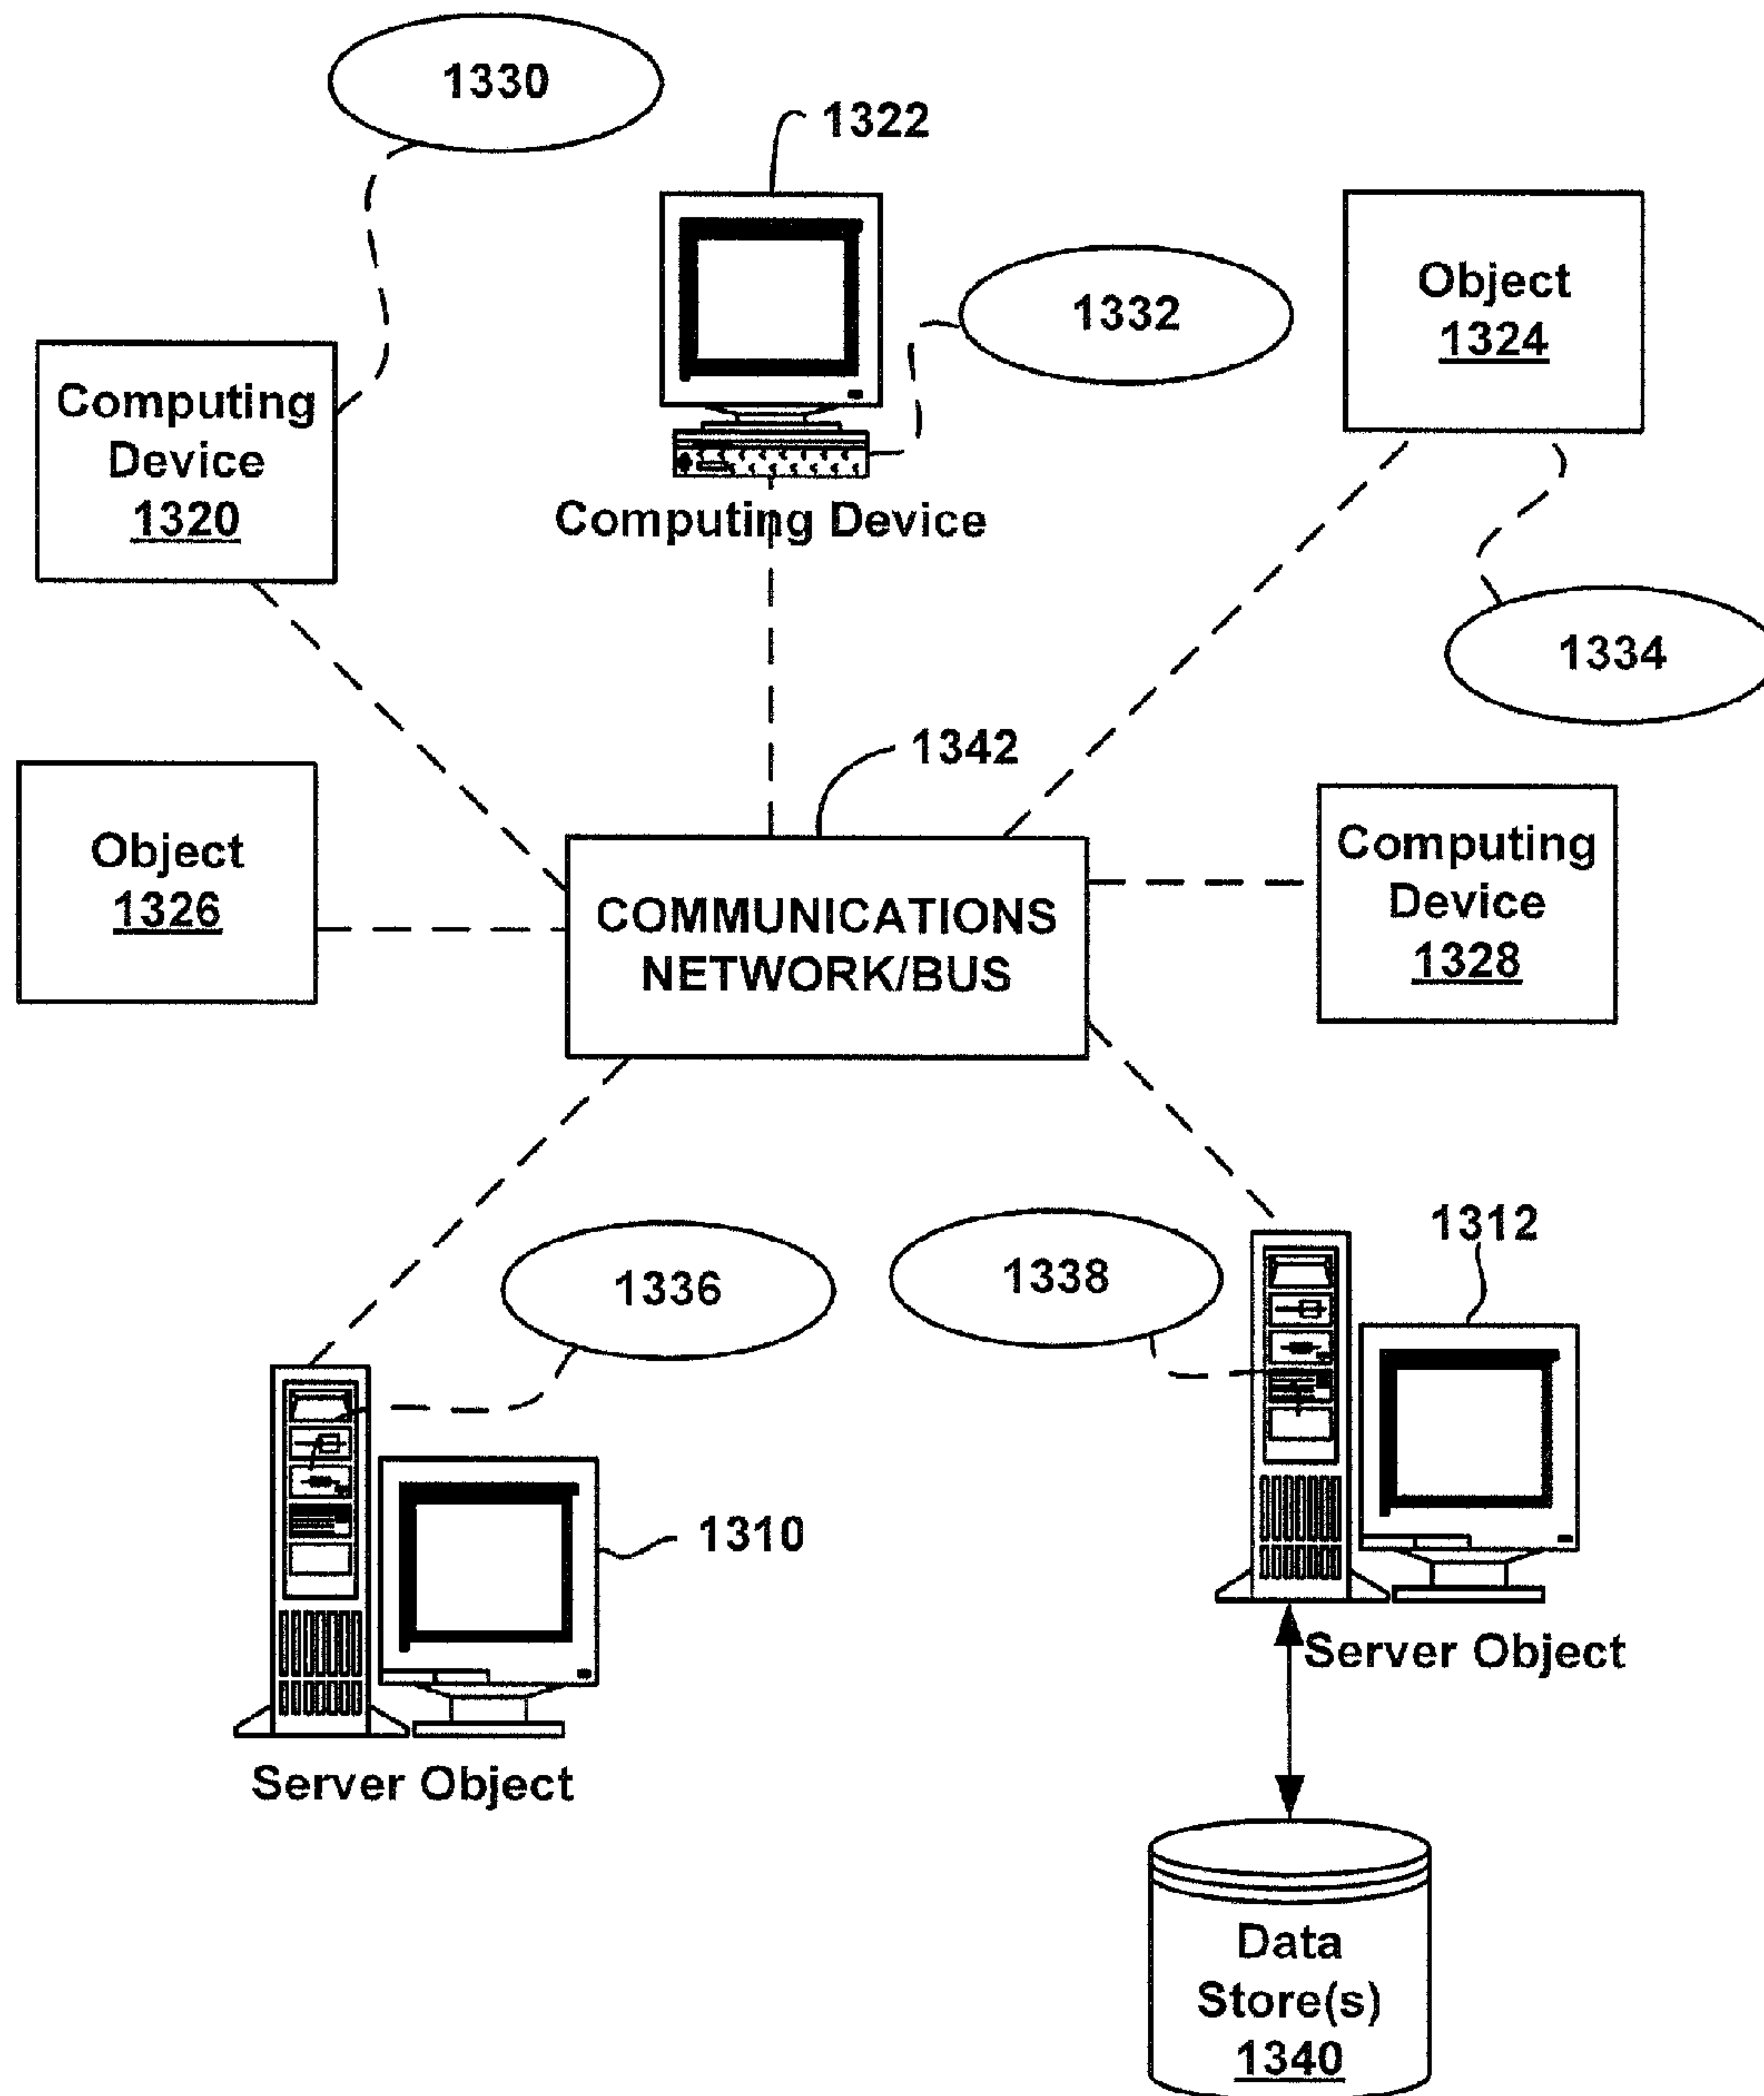 1330
1322
1332
Object
1324
Computing
Device
1320
Computing Device
1334
1342
Object
1326
COMMUNICATIONS
NETWORK/BUS
Computing
Device
1328
1336
1338
1312
1310
Server Object
Server Object
Data
Store(s)
1340